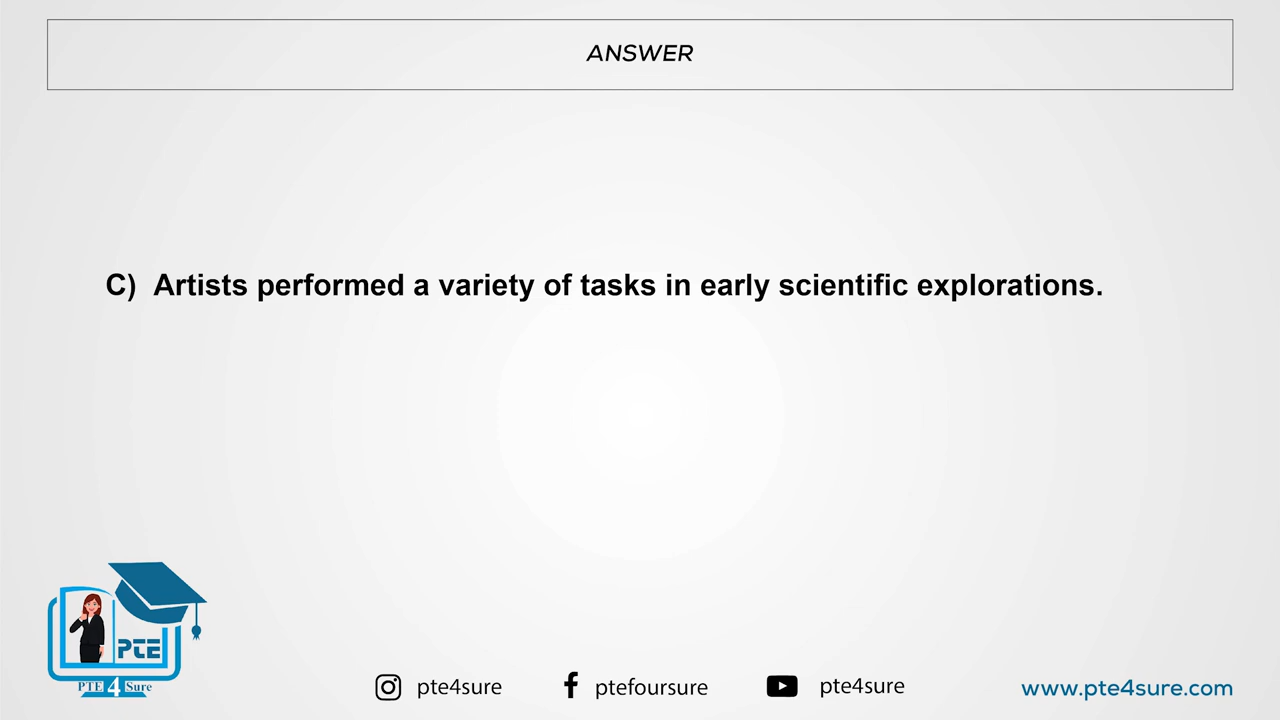 ANSWER
C) Artists performed a variety of tasks in early scientific explorations.
PTE
PTE 4 Sure
pte4sure
ptefoursure
pte4sure
www.pte4sure.com